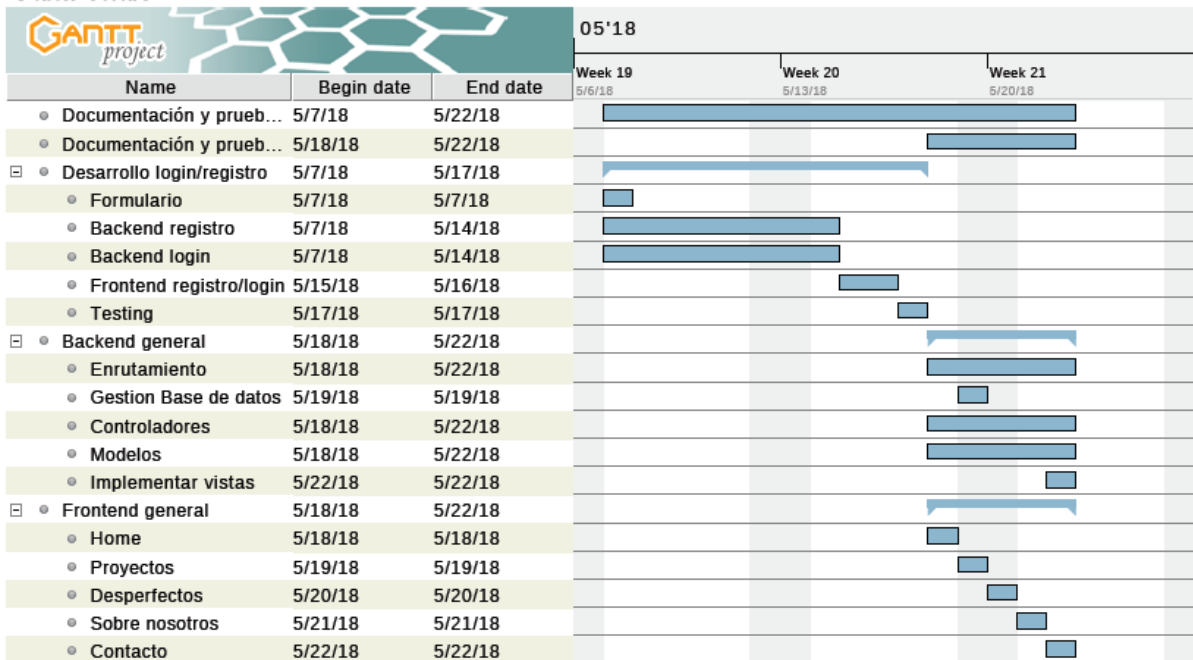 GANTT
project
05'18
Week 19 Week 20 Week 21
5/6/18 5/13/18 5/20/18
Name Begin date End date
Documentación y prueb... 5/7/18 5/22/18
Documentación y prueb... 5/18/18 5/22/18
Desarrollo login/registro 5/7/18 5/17/18
Formulario 5/7/18 5/7/18
Backend registro 5/7/18 5/14/18
Backend login 5/7/18 5/14/18
Frontend registro/login 5/15/18 5/16/18
Testing 5/17/18 5/17/18
Backend general 5/18/18 5/22/18
Enrutamiento 5/18/18 5/22/18
Gestion Base de datos 5/19/18 5/19/18
Controladores 5/18/18 5/22/18
Modelos 5/18/18 5/22/18
Implementar vistas 5/22/18 5/22/18
Frontend general 5/18/18 5/22/18
Home 5/18/18 5/18/18
Proyectos 5/19/18 5/19/18
Desperfectos 5/20/18 5/20/18
Sobre nosotros 5/21/18 5/21/18
Contacto 5/22/18 5/22/18